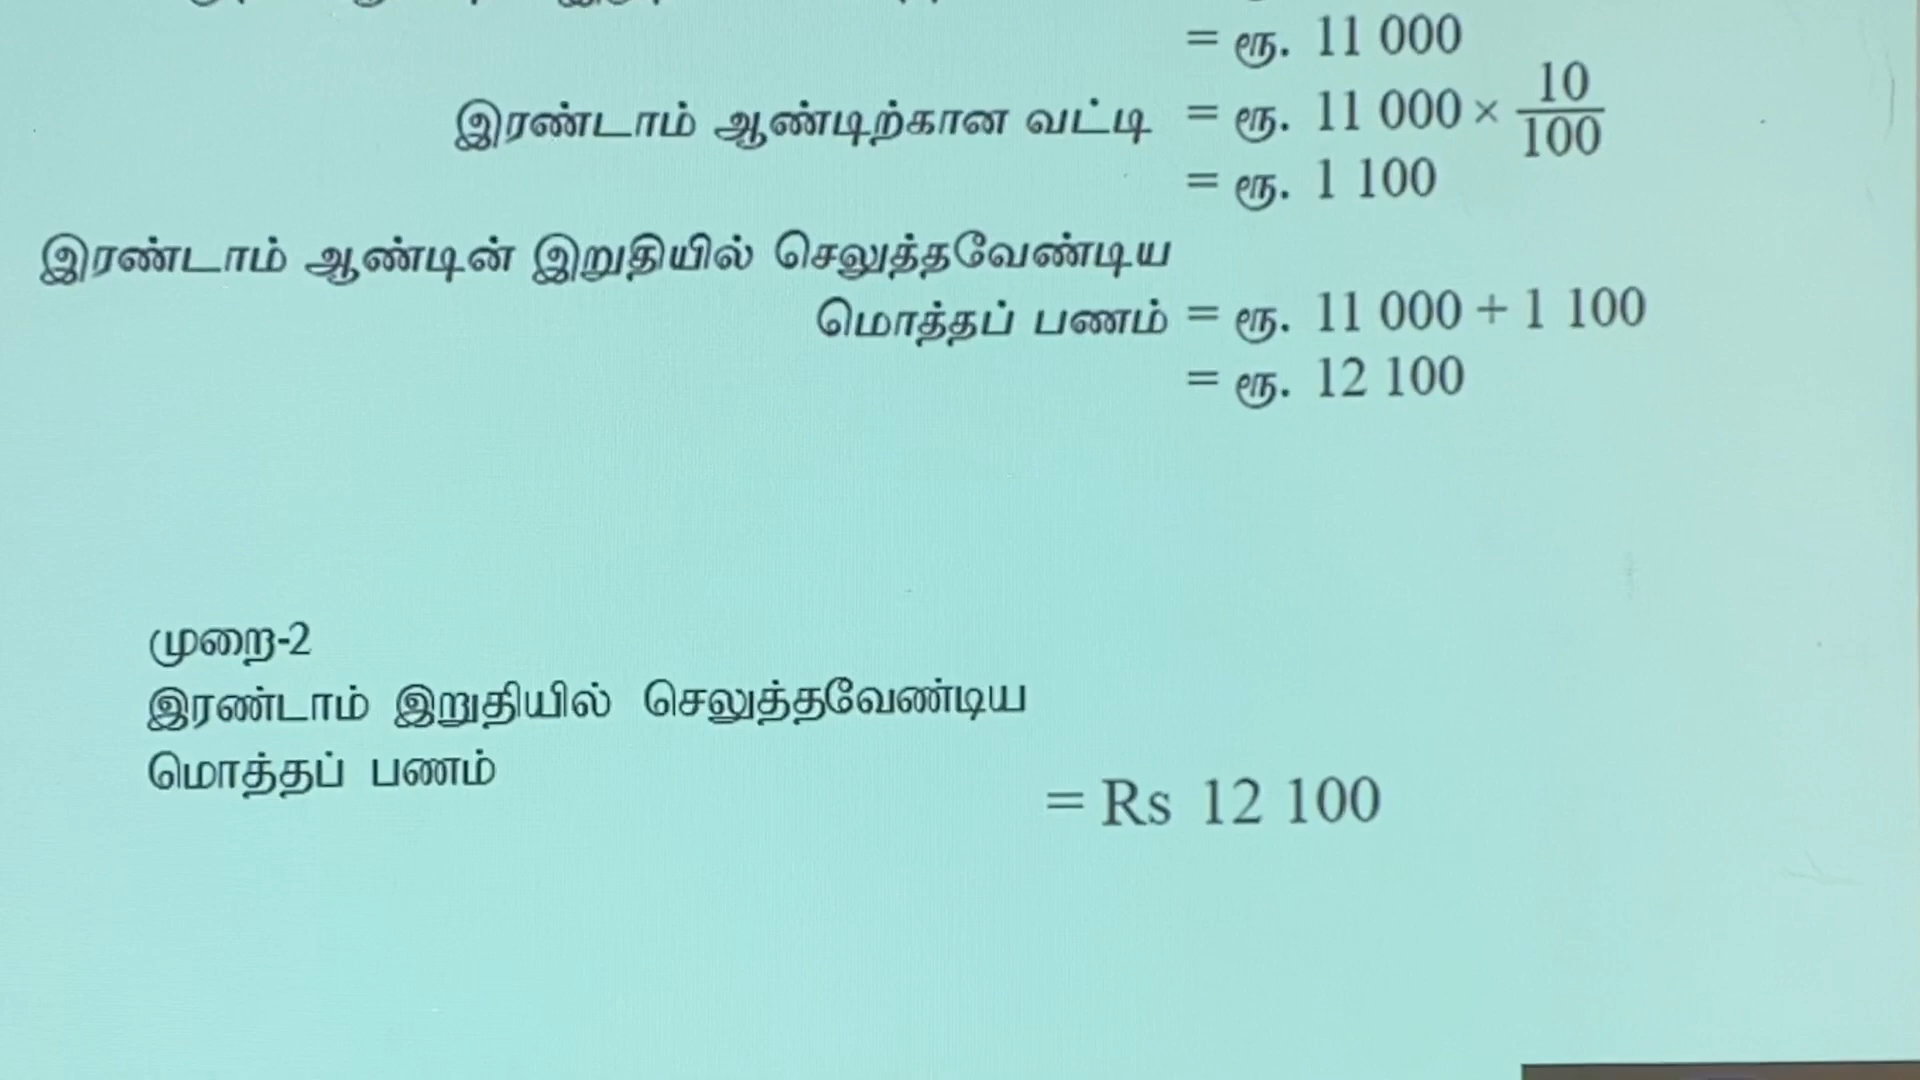 = ரூ. 11 000
இரண்டாம் ஆண்டிற்கான வட்டி = ரூ. 11 000 × 10/100
= ரூ. 1 100
இரண்டாம் ஆண்டின் இறுதியில் செலுத்தவேண்டிய
மொத்தப் பணம் = ரூ. 11 000 + 1 100
= ரூ. 12 100
முறை-2
இரண்டாம் இறுதியில் செலுத்தவேண்டிய
மொத்தப் பணம்
= Rs 12 100